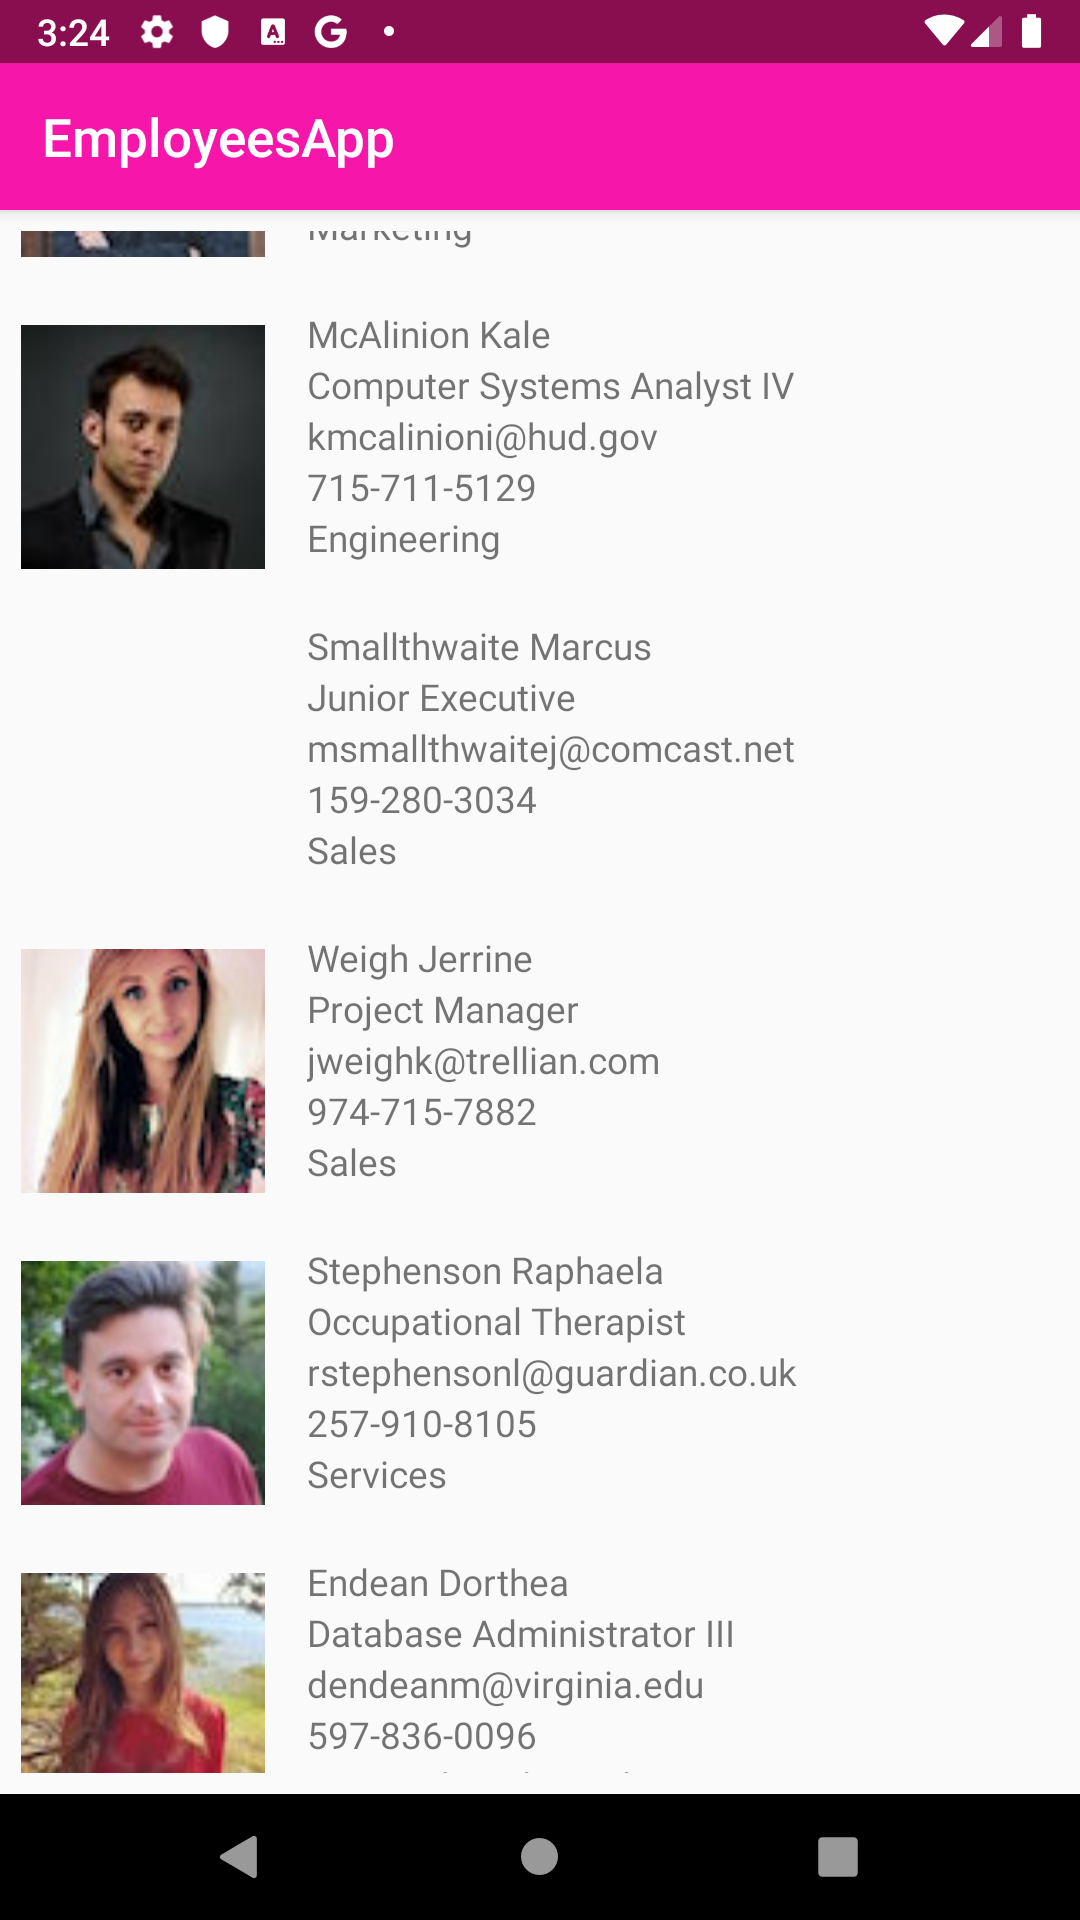 3:24
EmployeesApp
Marketing
McAlinion Kale
Computer Systems Analyst IV
kmcalinioni@hud.gov
715-711-5129
Engineering
Smallthwaite Marcus
Junior Executive
msmallthwaitej@comcast.net
159-280-3034
Sales
Weigh Jerrine
Project Manager
jweighk@trellian.com
974-715-7882
Sales
Stephenson Raphaela
Occupational Therapist
rstephensonl@guardian.co.uk
257-910-8105
Services
Endean Dorthea
Database Administrator III
dendeanm@virginia.edu
597-836-0096